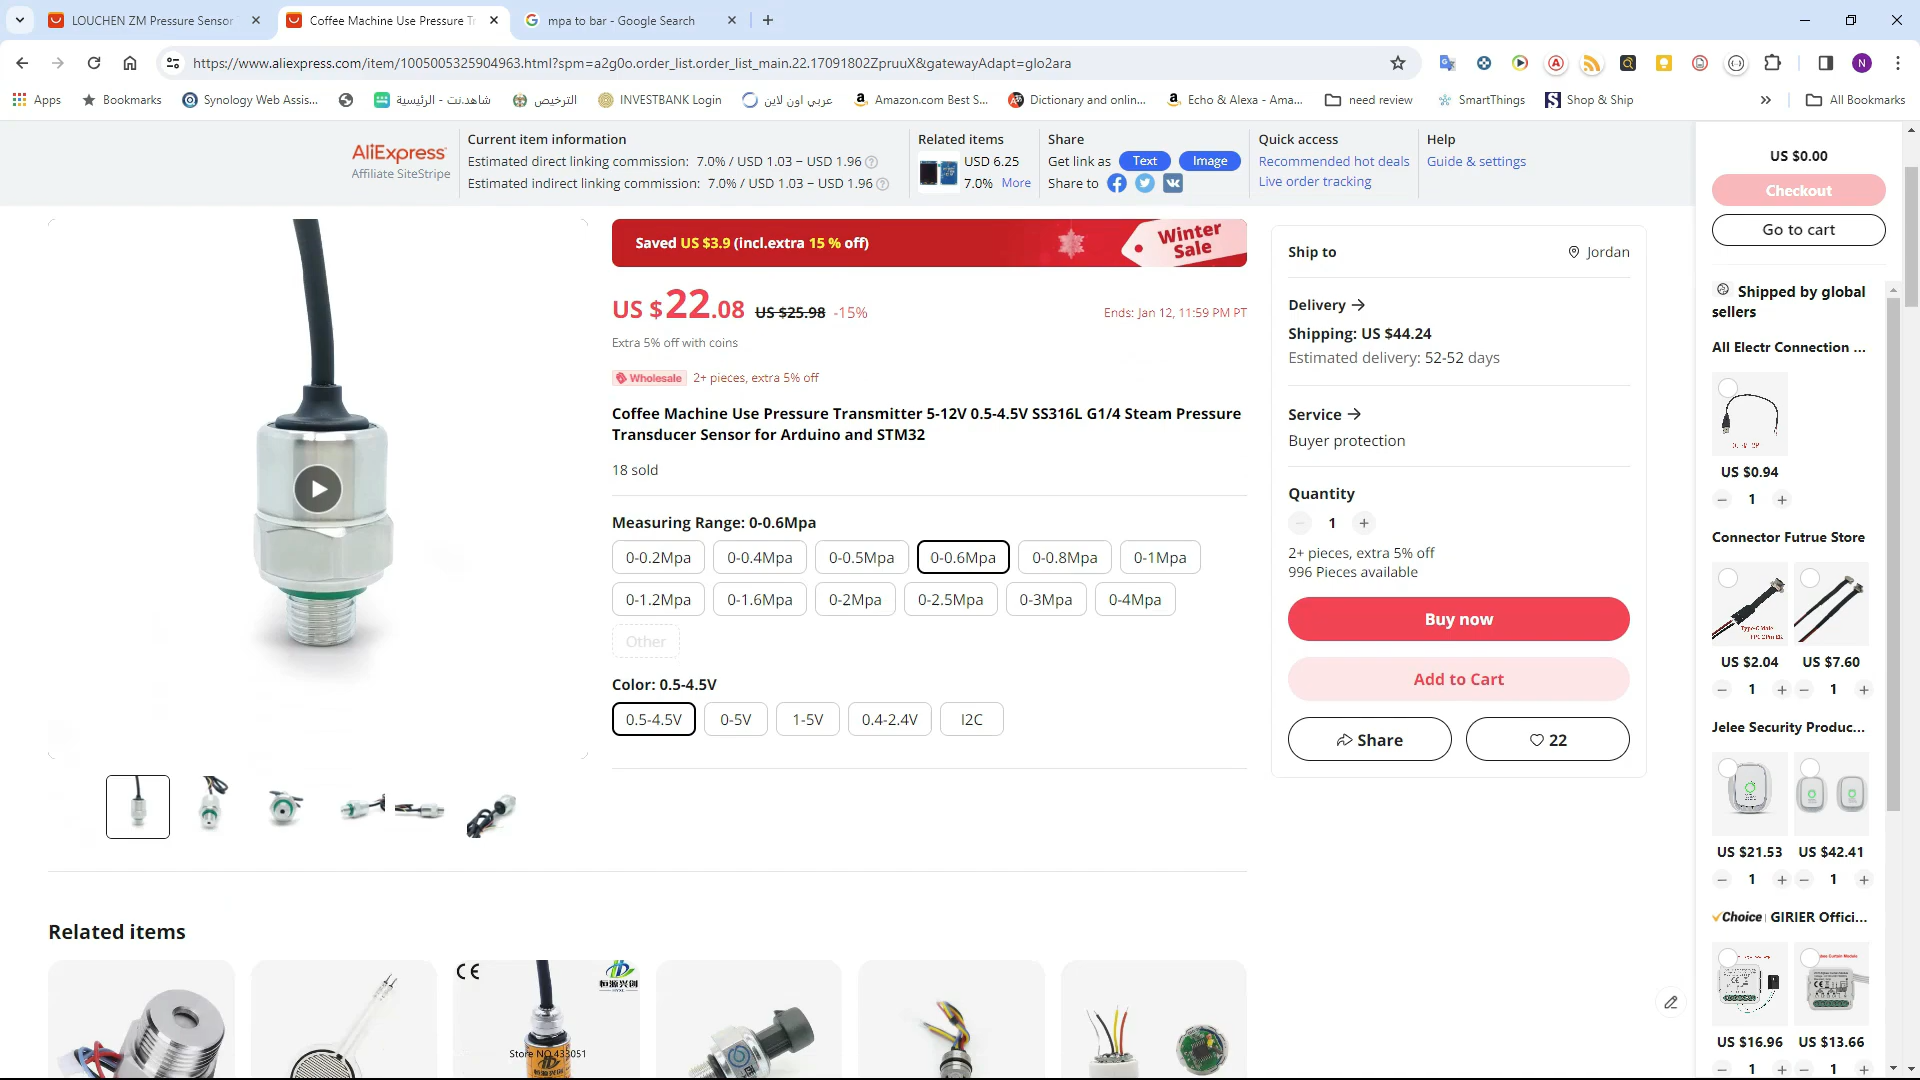 LOUCHEN ZM Pressure Sensor
Coffee Machine Use Pressure Tr
mpa to bar - Google Search
https://www.aliexpress.com/item/1005005325904963.html?spm=a2g0o.order_list.order_list_main.22.17091802ZpruuX&gatewayAdapt=glo2ara
N
Apps
Bookmarks
Synology Web Assis...
شاهد.نت - الرئيسية
الترخيص
INVESTBANK Login
عربي اون لاين
Amazon.com Best S...
Dictionary and onlin...
Echo & Alexa - Ama...
need review
SmartThings
Shop & Ship
All Bookmarks
AliExpress
Affiliate SiteStripe
Current item information
Estimated direct linking commission: 7.0% / USD 1.03 ~ USD 1.96
Estimated indirect linking commission: 7.0% / USD 1.03 ~ USD 1.96
Related items
USD 6.25
7.0% More
Share
Get link as Text Image
Share to
Quick access
Recommended hot deals
Live order tracking
Help
Guide & settings
Saved US $3.9 (incl.extra 15 % off)
Winter
Sale
US $22.08 US $25.98 -15%
Ends: Jan 12, 11:59 PM PT
Extra 5% off with coins
Wholesale 2+ pieces, extra 5% off
Coffee Machine Use Pressure Transmitter 5-12V 0.5-4.5V SS316L G1/4 Steam Pressure
Transducer Sensor for Arduino and STM32
18 sold
Measuring Range: 0-0.6Mpa
0-0.2Mpa 0-0.4Mpa 0-0.5Mpa 0-0.6Mpa 0-0.8Mpa 0-1Mpa
0-1.2Mpa 0-1.6Mpa 0-2Mpa 0-2.5Mpa 0-3Mpa 0-4Mpa
Other
Color: 0.5-4.5V
0.5-4.5V 0-5V 1-5V 0.4-2.4V I2C
Ship to
Jordan
Delivery
Shipping: US $44.24
Estimated delivery: 52-52 days
Service
Buyer protection
Quantity
1
2+ pieces, extra 5% off
996 Pieces available
Buy now
Add to Cart
Share
22
Related items
CE
恒源兴创
Store NO.433051
US $0.00
Checkout
Go to cart
Shipped by global
sellers
All Electr Connection ...
US $0.94
1
Connector Futrue Store
US $2.04 US $7.60
1 1
Jelee Security Produc...
US $21.53 US $42.41
1 1
Choice GIRIER Offici...
US $16.96 US $13.66
1 1